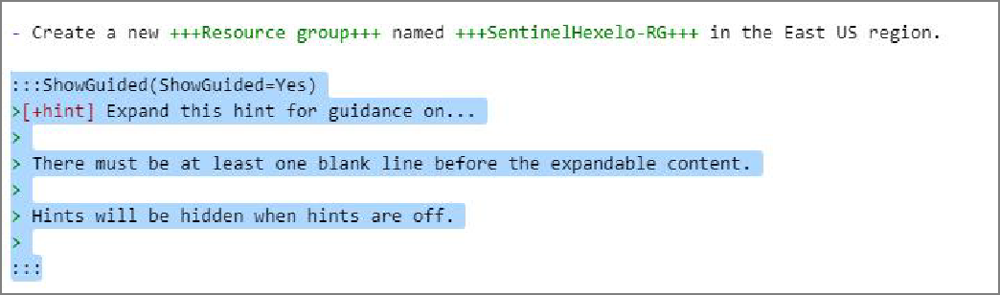 - Create a new +++Resource group+++ named +++SentinelHexelo-RG+++ in the East US region.
:::ShowGuided(ShowGuided=Yes)
>[+hint] Expand this hint for guidance on...
>
> There must be at least one blank line before the expandable content.
>
> Hints will be hidden when hints are off.
>
:::